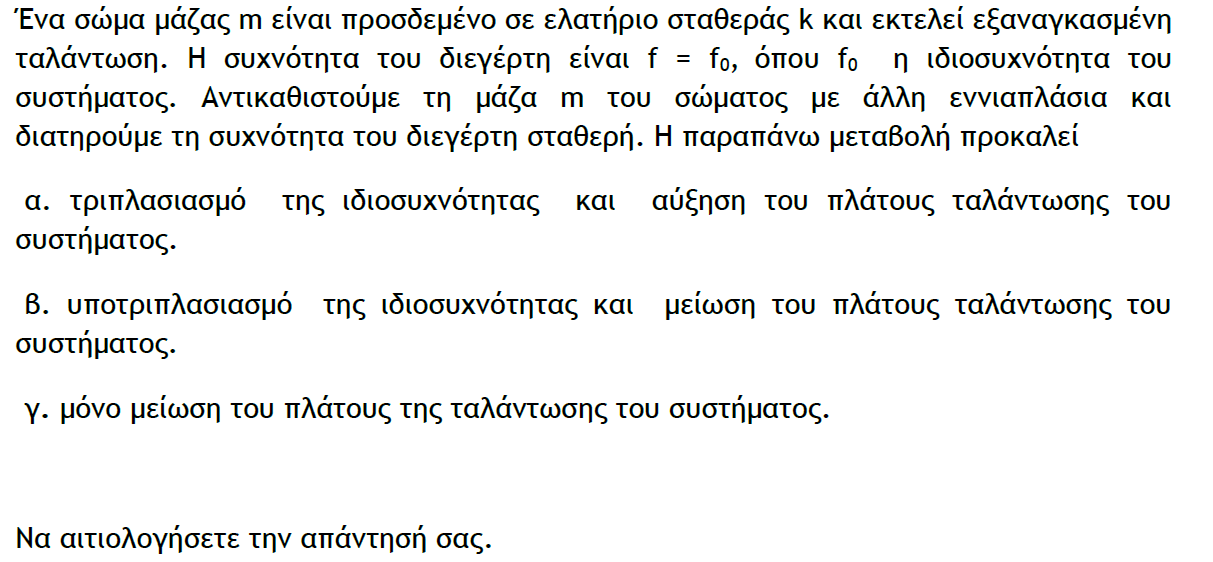 Ένα σώμα μάζας m είναι προσδεμένο σε ελατήριο σταθεράς k και εκτελεί εξαναγκασμένη
ταλάντωση. Η συχνότητα του διεγέρτη είναι f = f₀, όπου f₀ η ιδιοσυχνότητα του
συστήματος. Αντικαθιστούμε τη μάζα m του σώματος με άλλη εννιαπλάσια και
διατηρούμε τη συχνότητα του διεγέρτη σταθερή. Η παραπάνω μεταβολή προκαλεί
α. τριπλασιασμό της ιδιοσυχνότητας και αύξηση του πλάτους ταλάντωσης του
συστήματος.
β. υποτριπλασιασμό της ιδιοσυχνότητας και μείωση του πλάτους ταλάντωσης του
συστήματος.
γ. μόνο μείωση του πλάτους της ταλάντωσης του συστήματος.
Να αιτιολογήσετε την απάντησή σας.